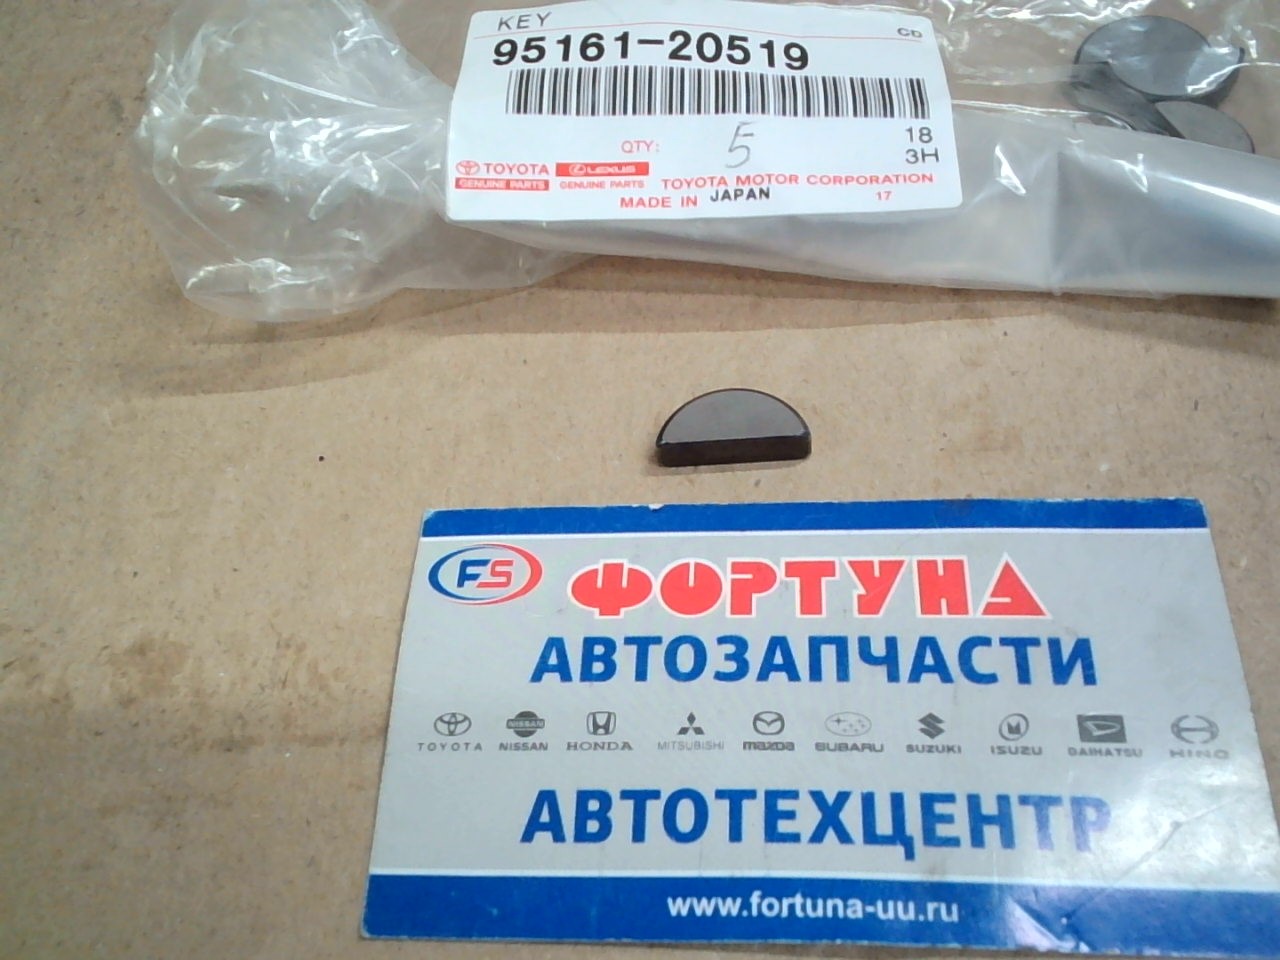 KEY
CD
95161-20519
QTY: 5
18
3H
TOYOTA LEXUS
GENUINE PARTS GENUINE PARTS
TOYOTA MOTOR CORPORATION
MADE IN JAPAN
17
FS ФОРТУНА
АВТОЗАПЧАСТИ
NISSAN
TOYOTA NISSAN HONDA MITSUBISHI mazda SUBARU SUZUKI ISUZU DAIHATSU HINO
АВТОТЕХЦЕНТР
www.fortuna-uu.ru